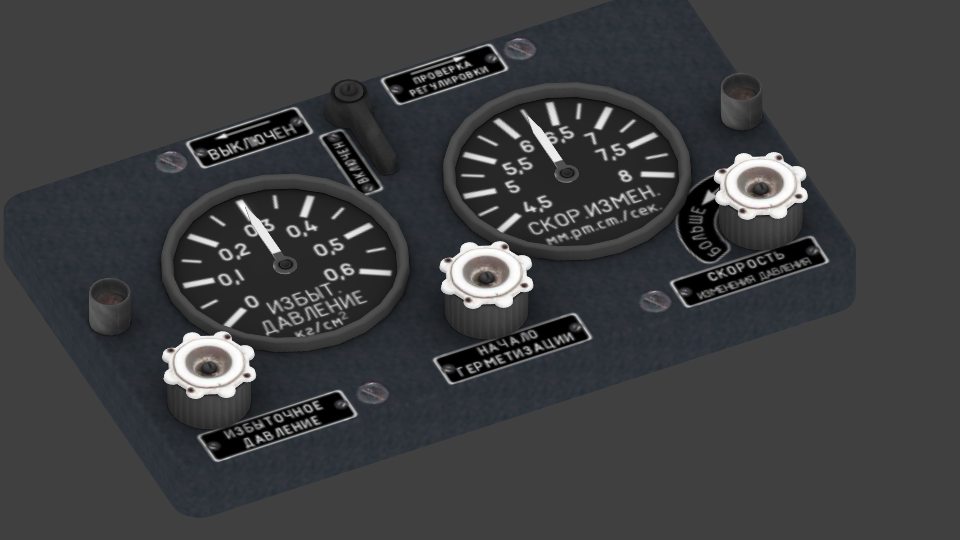 ПРОВЕРКА
РЕГУЛИРОВКИ
ВЫКЛЮЧЕН
ВКЛЮЧЕН
0
0,1
0,2
0,3
0,4
0,5
0,6
ИЗБЫТ.
ДАВЛЕНИЕ
кг/см²
4,5
5
5,5
6
6,5
7
7,5
8
СКОР.ИЗМЕН.
мм.рт.ст./сек.
БОЛЬШЕ
СКОРОСТЬ
ИЗМЕНЕНИЯ ДАВЛЕНИЯ
НАЧАЛО
ГЕРМЕТИЗАЦИИ
ИЗБЫТОЧНОЕ
ДАВЛЕНИЕ